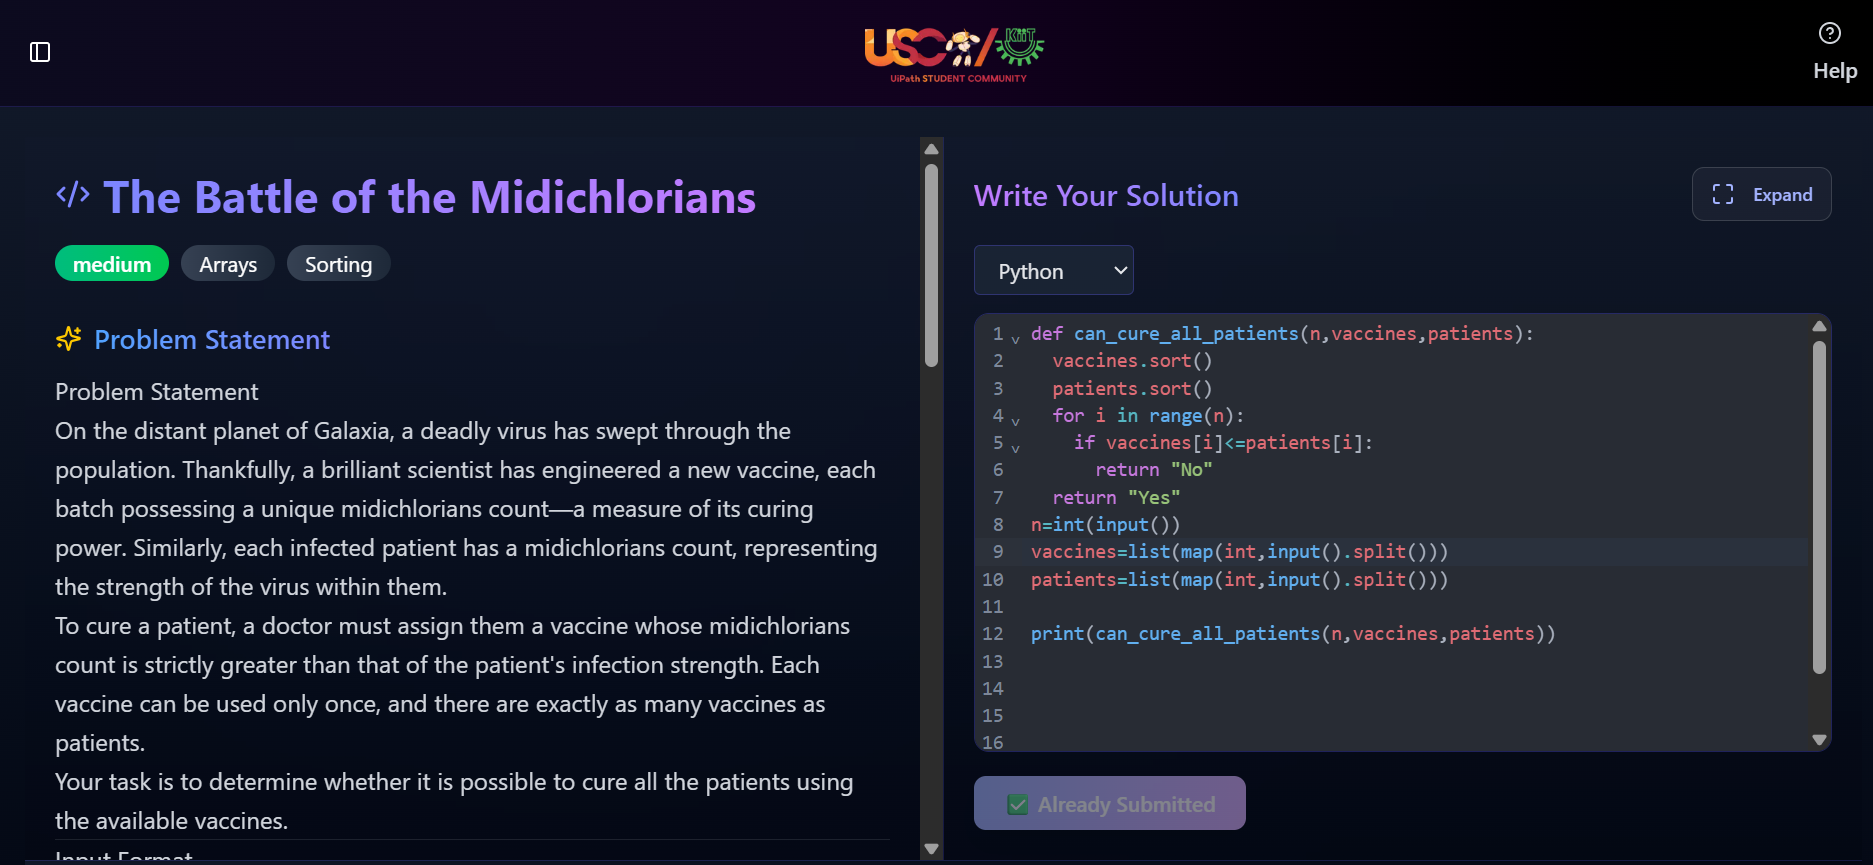 USC/KiiT
UiPath STUDENT COMMUNITY
Help
</> The Battle of the Midichlorians
medium
Arrays
Sorting
Problem Statement
Problem Statement
On the distant planet of Galaxia, a deadly virus has swept through the
population. Thankfully, a brilliant scientist has engineered a new vaccine, each
batch possessing a unique midichlorians count—a measure of its curing
power. Similarly, each infected patient has a midichlorians count, representing
the strength of the virus within them.
To cure a patient, a doctor must assign them a vaccine whose midichlorians
count is strictly greater than that of the patient's infection strength. Each
vaccine can be used only once, and there are exactly as many vaccines as
patients.
Your task is to determine whether it is possible to cure all the patients using
the available vaccines.
Input Format
Write Your Solution
Expand
Python
1 def can_cure_all_patients(n,vaccines,patients):
2 vaccines.sort()
3 patients.sort()
4 for i in range(n):
5 if vaccines[i]<=patients[i]:
6 return "No"
7 return "Yes"
8 n=int(input())
9 vaccines=list(map(int,input().split()))
10 patients=list(map(int,input().split()))
11
12 print(can_cure_all_patients(n,vaccines,patients))
13
14
15
16
Already Submitted